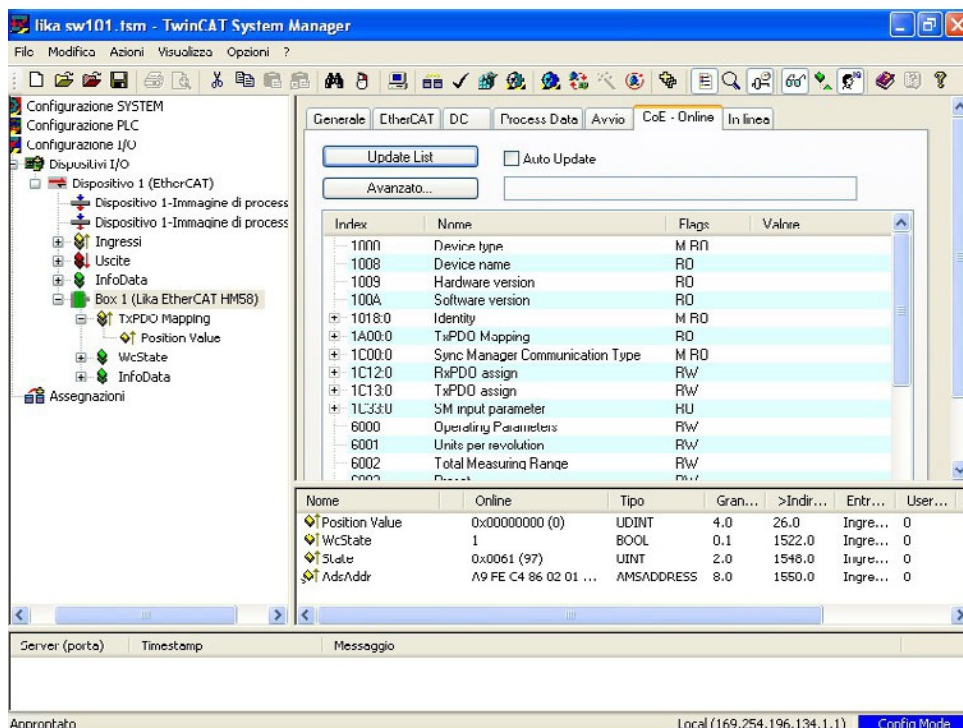 lika sw101.tsm - TwinCAT System Manager
File Modifica Azioni Visualizza Opzioni ?
Configurazione SYSTEM
Configurazione PLC
Configurazione I/O
Dispositivi I/O
Dispositivo 1 (EtherCAT)
Dispositivo 1-Immagine di process
Dispositivo 1-Immagine di process
Ingressi
Uscite
InfoData
Box 1 (Lika EtherCAT HM58)
TxPDO Mapping
Position Value
WcState
InfoData
Assegnazioni
Generale EtherCAT DC Process Data Avvio CoE - Online In linea
Update List Auto Update
Avanzato...
Index Nome Flags Valore
1000 Device type M RO
1008 Device name RO
1009 Hardware version RO
100A Software version RO
1018:0 Identity M RO
1A00:0 TxPDO Mapping RO
1C00:0 Sync Manager Communication Type M RO
1C12:0 RxPDO assign RW
1C13:0 TxPDO assign RW
1C33:0 SM input parameter RO
6000 Operating Parameters RW
6001 Units per revolution RW
6002 Total Measuring Range RW
Nome Online Tipo Gran... >Indir... Entr... User...
Position Value 0x00000000 (0) UDINT 4.0 26.0 Ingre... 0
WcState 1 BOOL 0.1 1522.0 Ingre... 0
State 0x0061 (97) UINT 2.0 1548.0 Ingre... 0
AdsAddr A9 FE C4 86 02 01 ... AMSADDRESS 8.0 1550.0 Ingre... 0
Server (porta) Timestamp Messaggio
Approntato Local (169.254.196.134.1.1) Config Mode